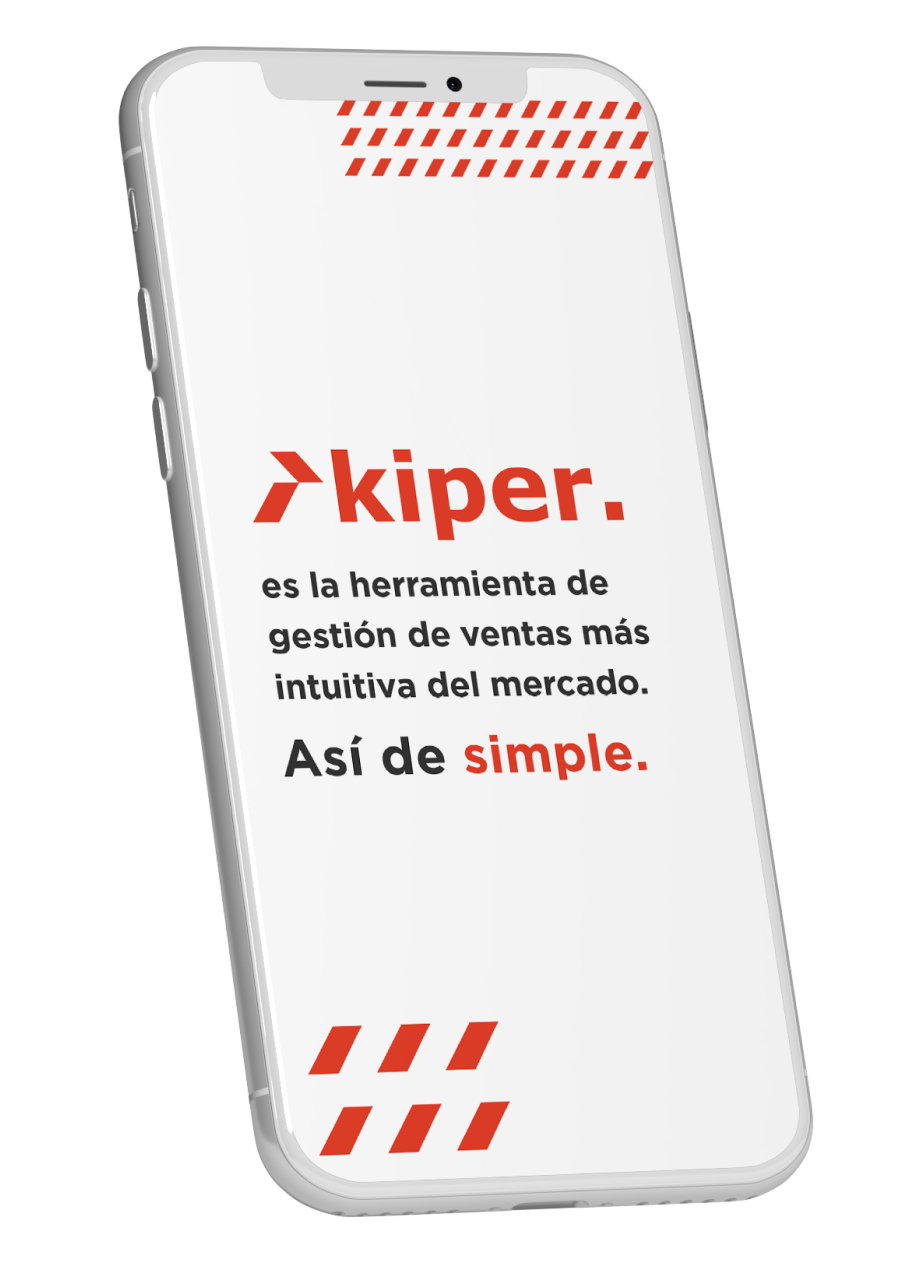 kiper.
es la herramienta de
gestión de ventas más
intuitiva del mercado.
Así de simple.